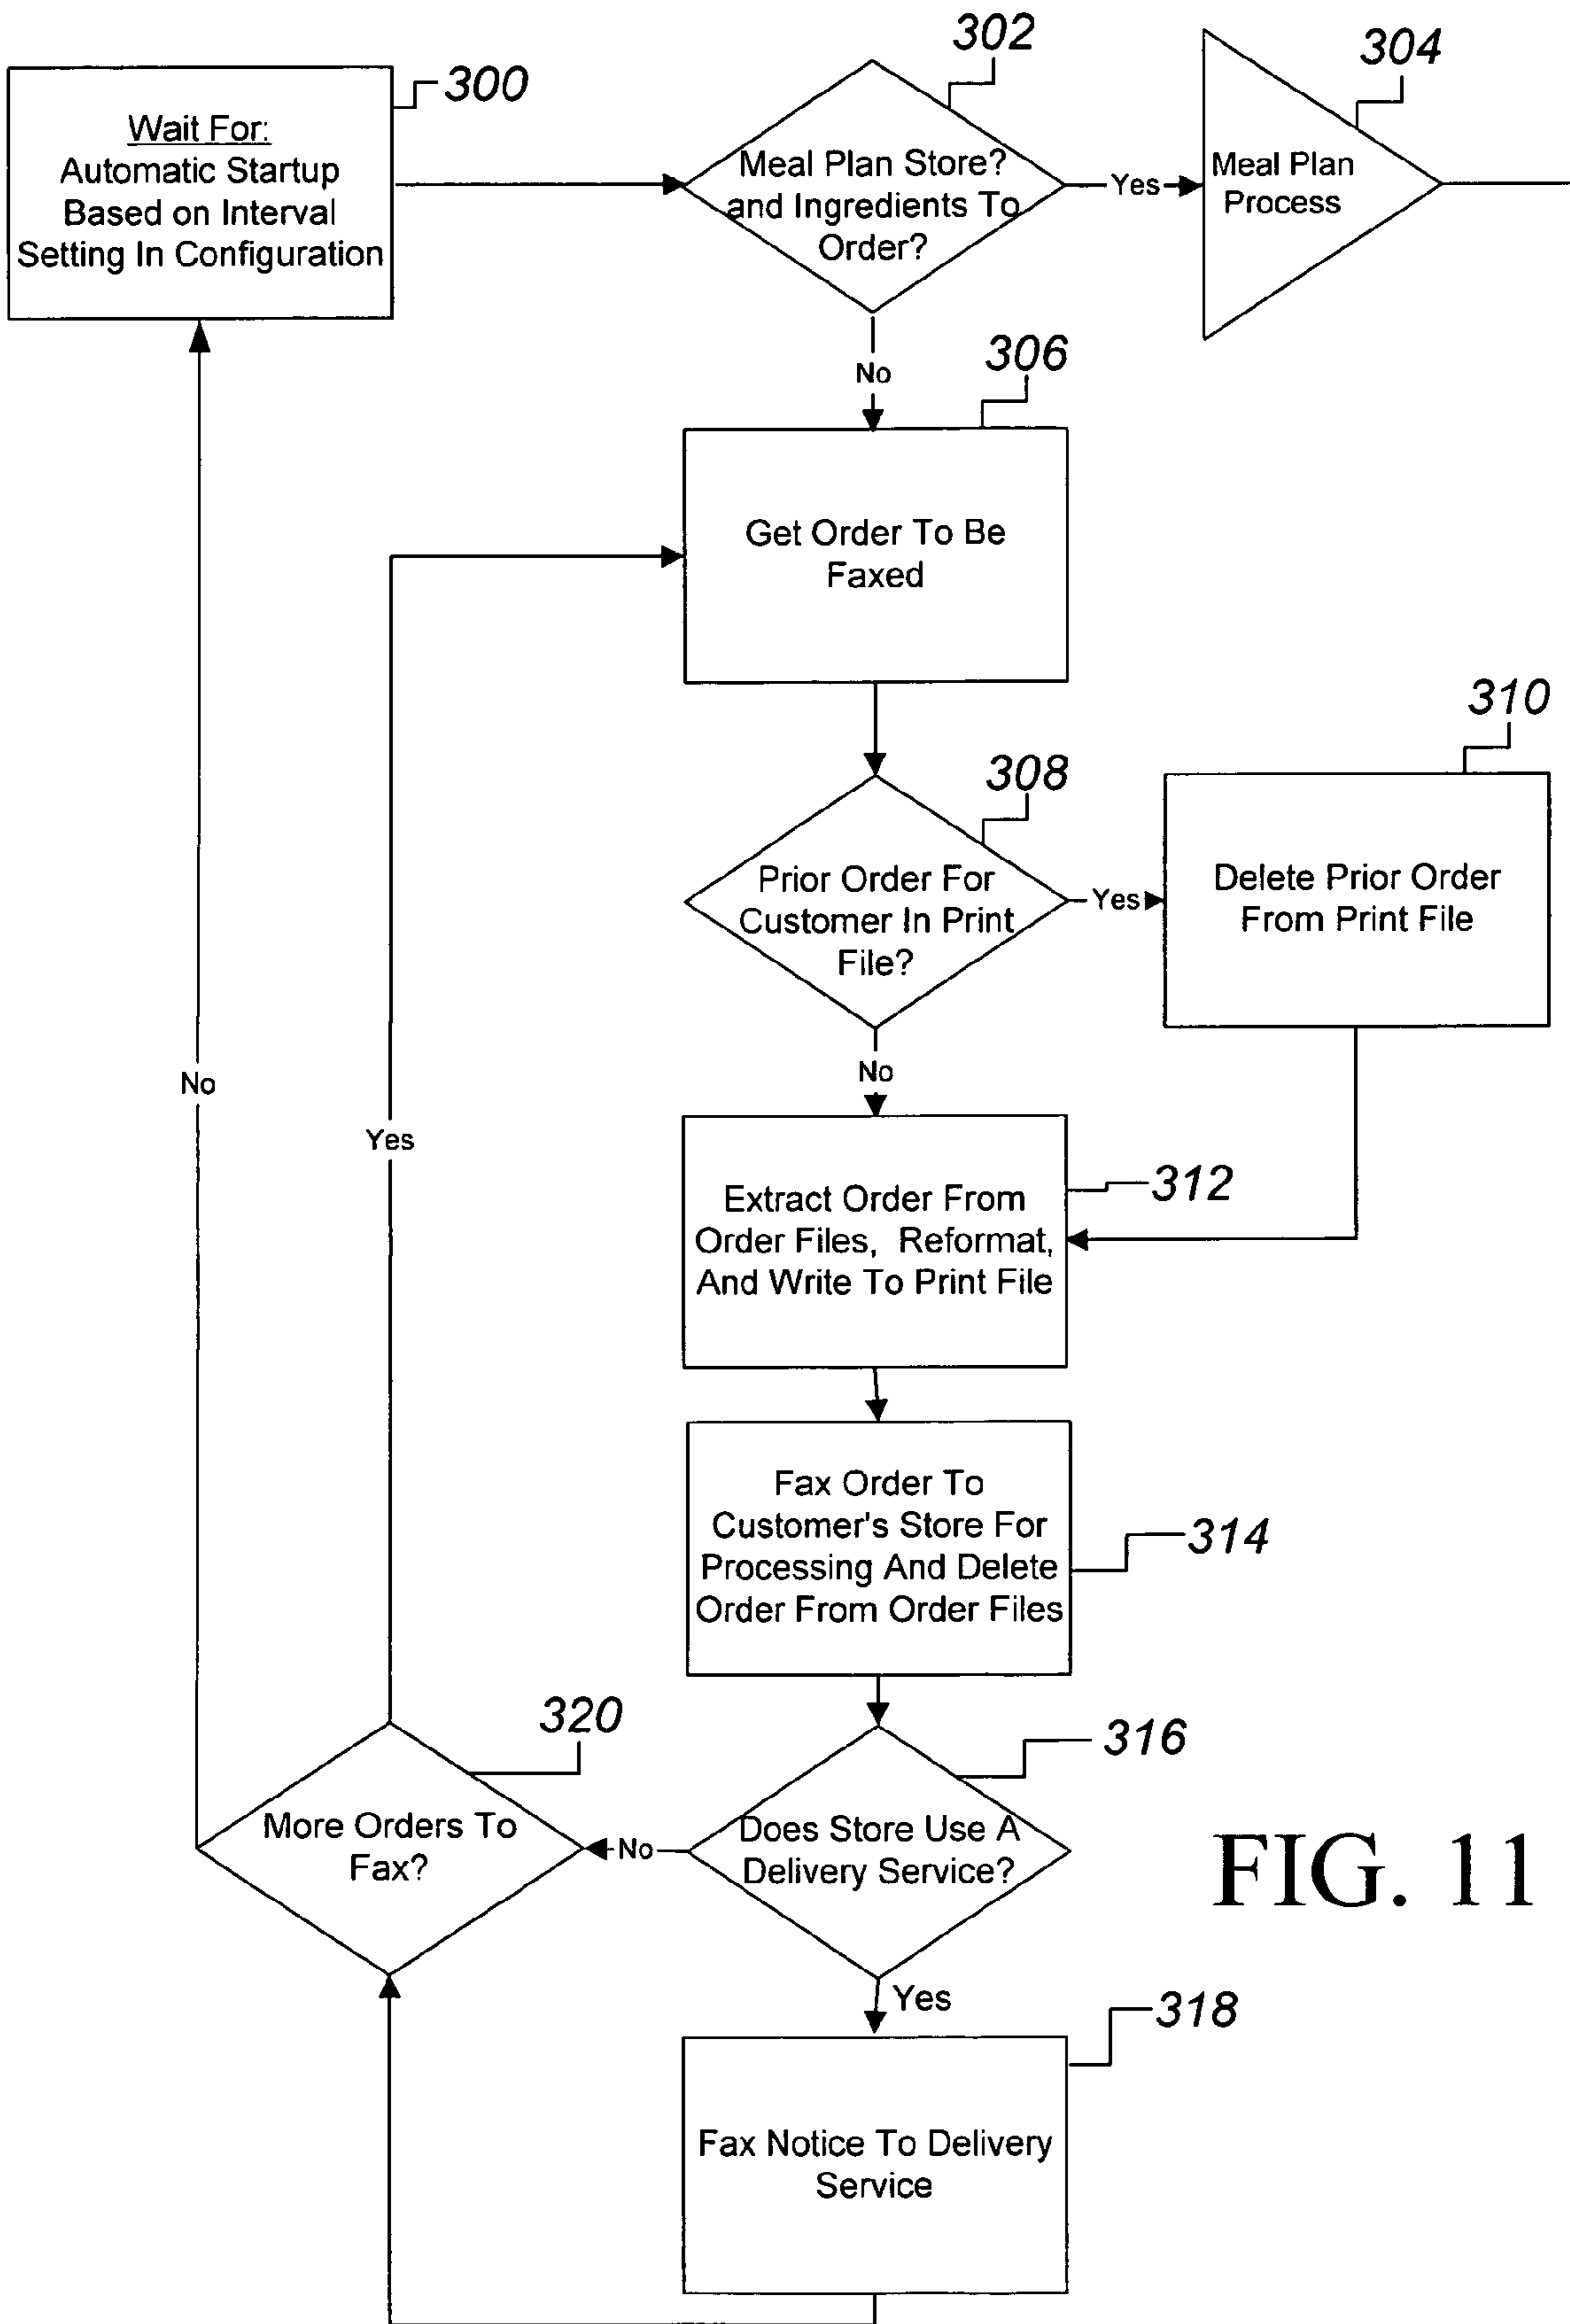 300
Wait For:
Automatic Startup
Based on Interval
Setting In Configuration
302
Meal Plan Store?
and Ingredients To
Order?
Yes
304
Meal Plan
Process
No
306
Get Order To Be
Faxed
308
Prior Order For
Customer In Print
File?
Yes
310
Delete Prior Order
From Print File
No
No
Yes
312
Extract Order From
Order Files, Reformat,
And Write To Print File
314
Fax Order To
Customer's Store For
Processing And Delete
Order From Order Files
316
Does Store Use A
Delivery Service?
No
320
More Orders To
Fax?
Yes
318
Fax Notice To Delivery
Service
FIG. 11